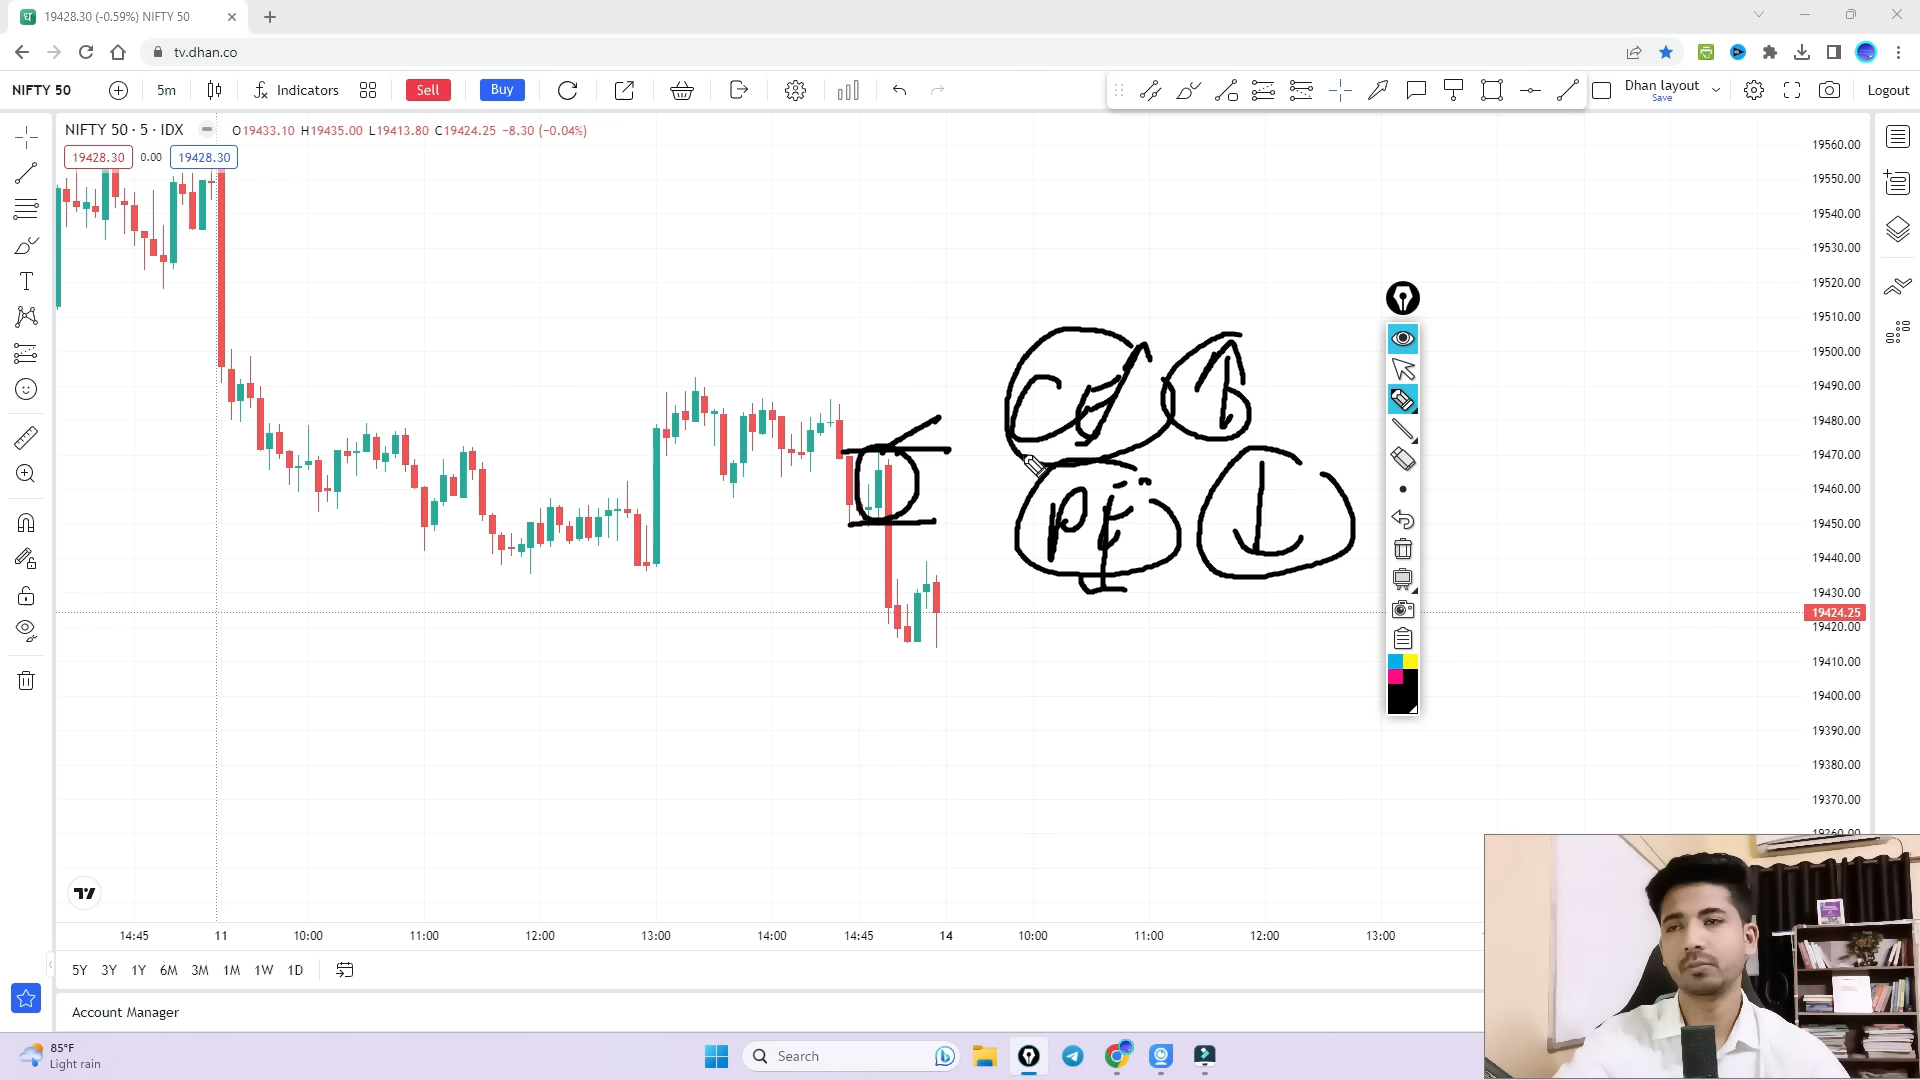 19428.30 (-0.59%) NIFTY 50
tv.dhan.co
NIFTY 50
5m
Indicators
Sell
Buy
Dhan layout
Save
Logout
NIFTY 50 · 5 · IDX
O19433.10 H19435.00 L19413.80 C19424.25 −8.30 (−0.04%)
19428.30
0.00
19428.30
19560.00
19550.00
19540.00
19530.00
19520.00
19510.00
19500.00
19490.00
19480.00
19470.00
19460.00
19450.00
19440.00
19430.00
19424.25
19420.00
19410.00
19400.00
19390.00
19380.00
19370.00
CE
PE
14:45
11
10:00
11:00
12:00
13:00
14:00
14:45
14
10:00
11:00
12:00
13:00
5Y 3Y 1Y 6M 3M 1M 1W 1D
Account Manager
85°F
Light rain
Search